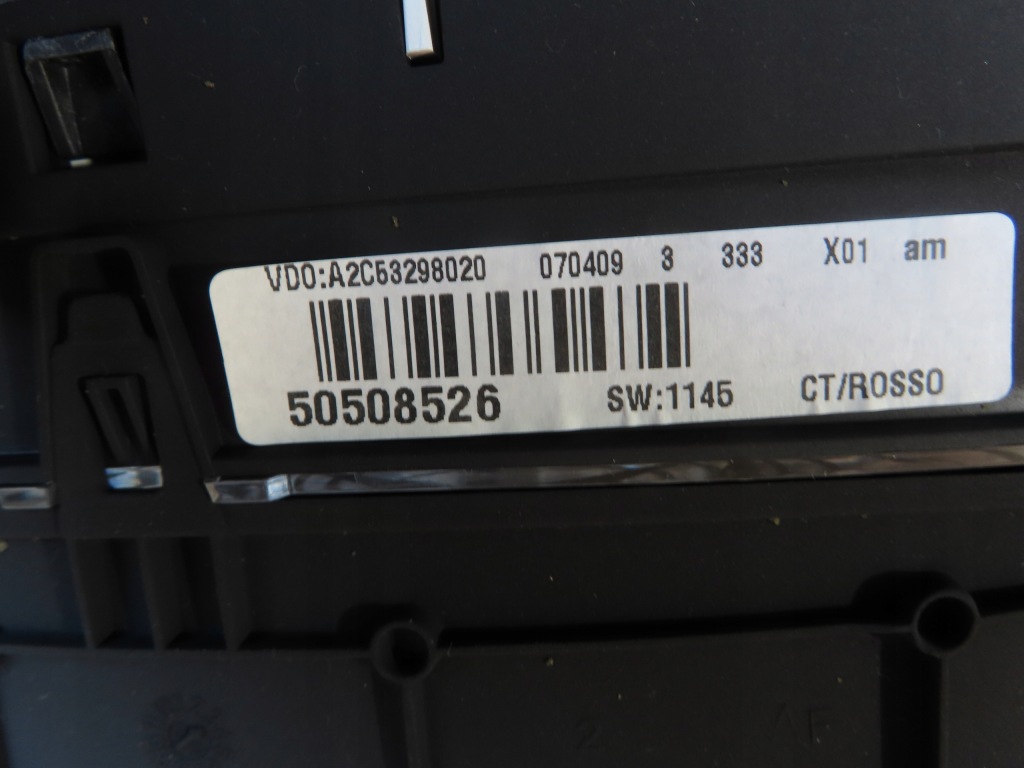 VDO:A2C53298020 070409 3 333 X01 am
50508526 SW:1145 CT/ROSSO